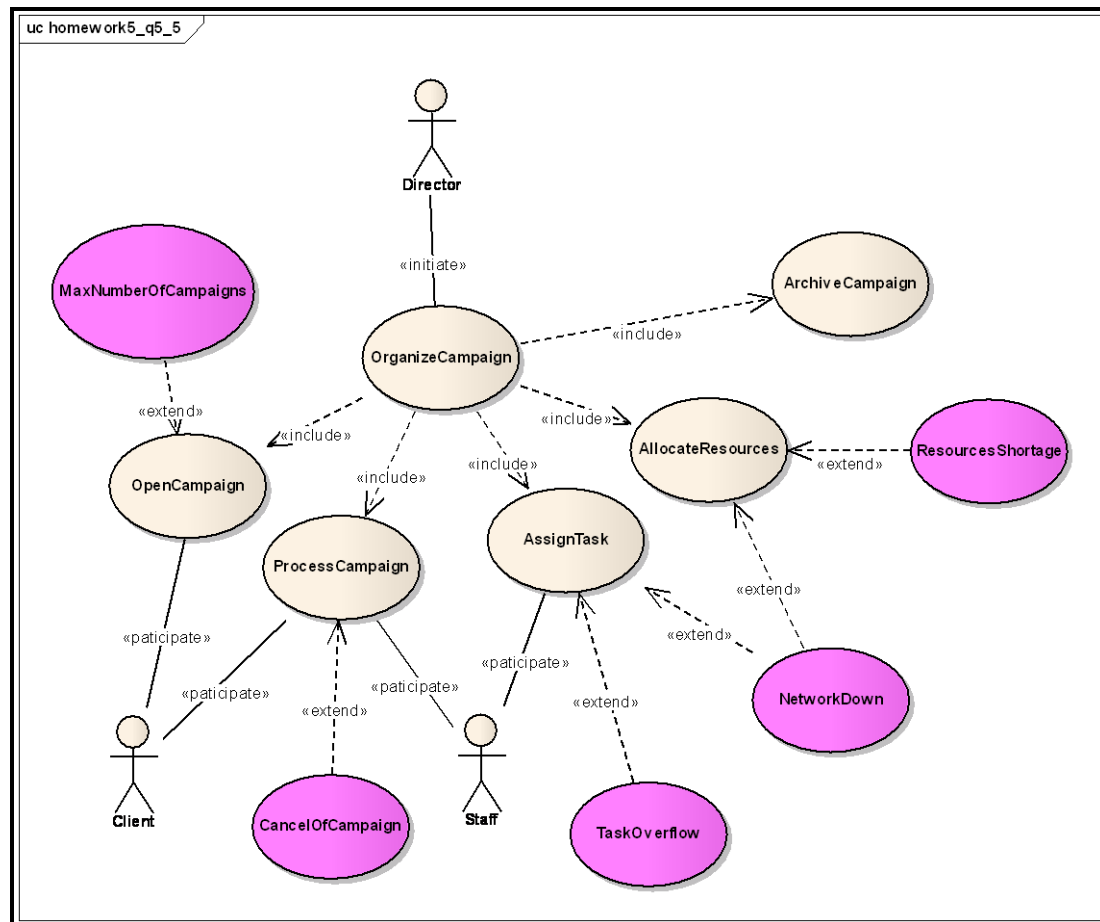 uc homework5_q5_5
Director
«initiate»
MaxNumberOfCampaigns
ArchiveCampaign
«include»
OrganizeCampaign
«extend»
«include»
«include»
«include»
«include»
AllocateResources
ResourcesShortage
«extend»
OpenCampaign
AssignTask
ProcessCampaign
«extend»
«extend»
«paticipate»
«paticipate»
«paticipate»
«paticipate»
NetworkDown
«extend»
«extend»
Client
CancelOfCampaign
Staff
TaskOverflow